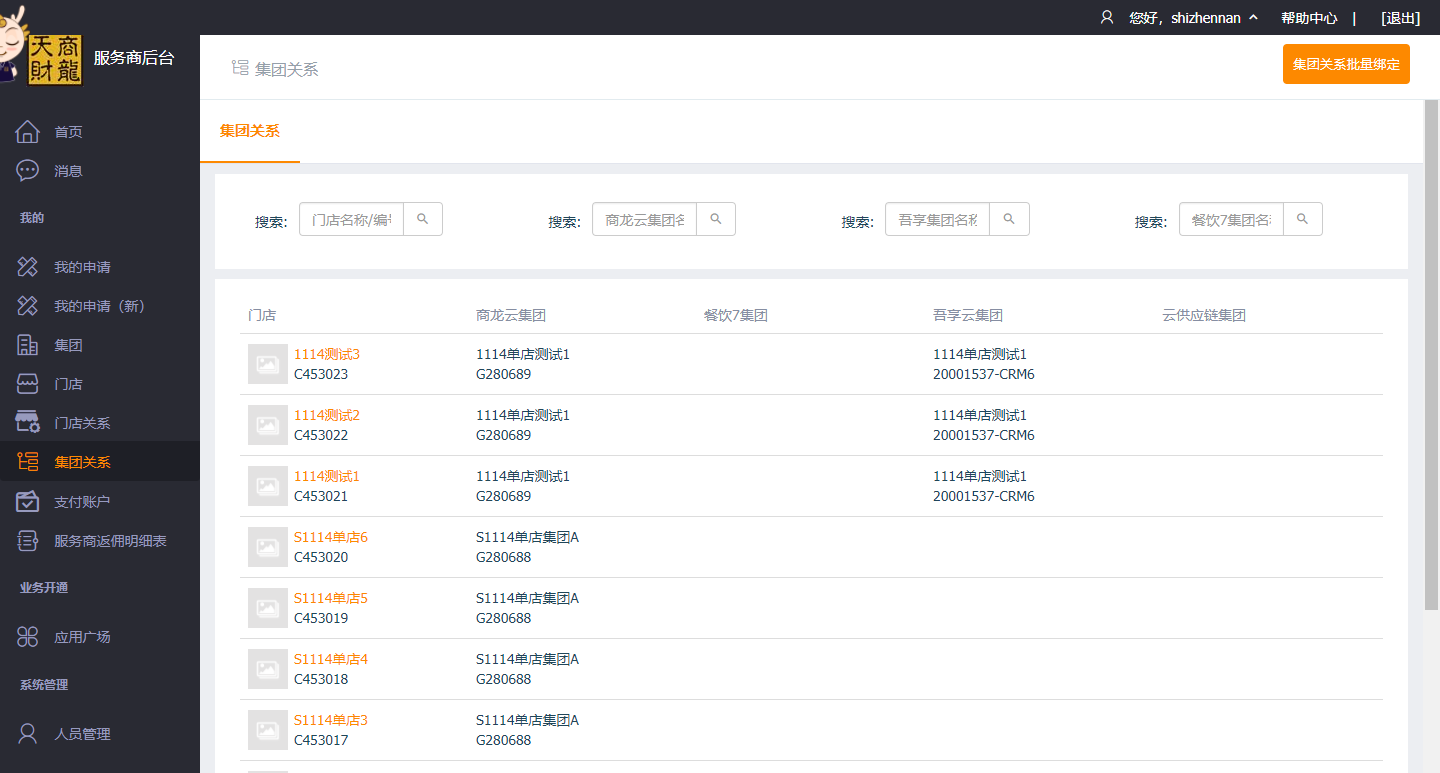 您好，shizhennan
帮助中心
|
[退出]
天商
財龍
服务商后台
首页
消息
我的
我的申请
我的申请（新）
集团
门店
门店关系
集团关系
支付账户
服务商返佣明细表
业务开通
应用广场
系统管理
人员管理
集团关系
集团关系批量绑定
集团关系
搜索: 门店名称/编
搜索: 商龙云集团
搜索: 吾享集团名称
搜索: 餐饮7集团名
门店 商龙云集团 餐饮7集团 吾享云集团 云供应链集团
1114测试3 1114单店测试1 1114单店测试1
C453023 G280689 20001537-CRM6
1114测试2 1114单店测试1 1114单店测试1
C453022 G280689 20001537-CRM6
1114测试1 1114单店测试1 1114单店测试1
C453021 G280689 20001537-CRM6
S1114单店6 S1114单店集团A
C453020 G280688
S1114单店5 S1114单店集团A
C453019 G280688
S1114单店4 S1114单店集团A
C453018 G280688
S1114单店3 S1114单店集团A
C453017 G280688